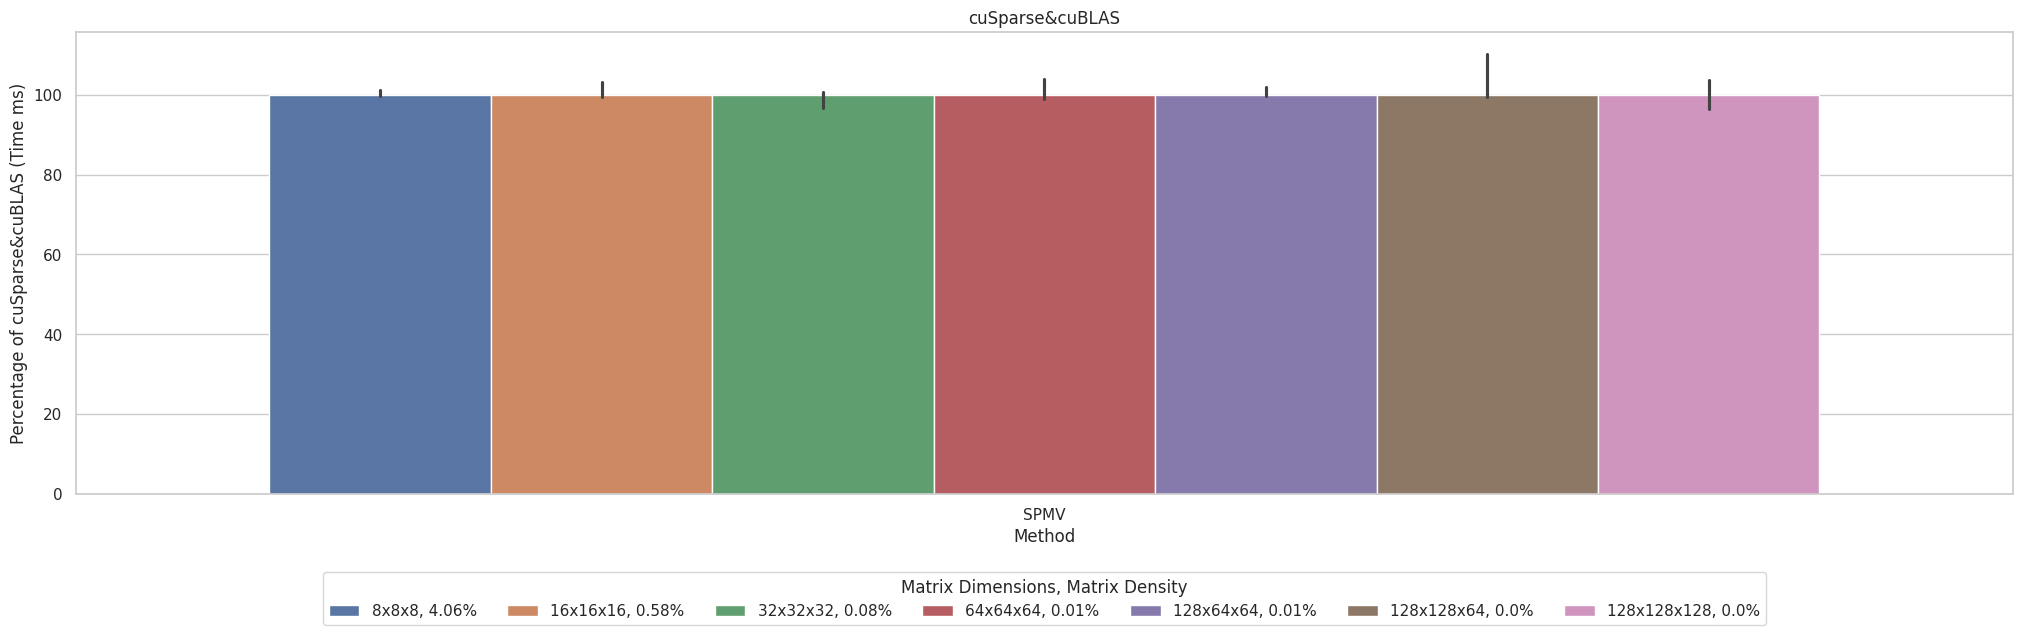 cuSparse&cuBLAS
Percentage of cuSparse&cuBLAS (Time ms)
100
80
60
40
20
0
SPMV
Method
Matrix Dimensions, Matrix Density
8x8x8, 4.06% 16x16x16, 0.58% 32x32x32, 0.08% 64x64x64, 0.01% 128x64x64, 0.01% 128x128x64, 0.0% 128x128x128, 0.0%